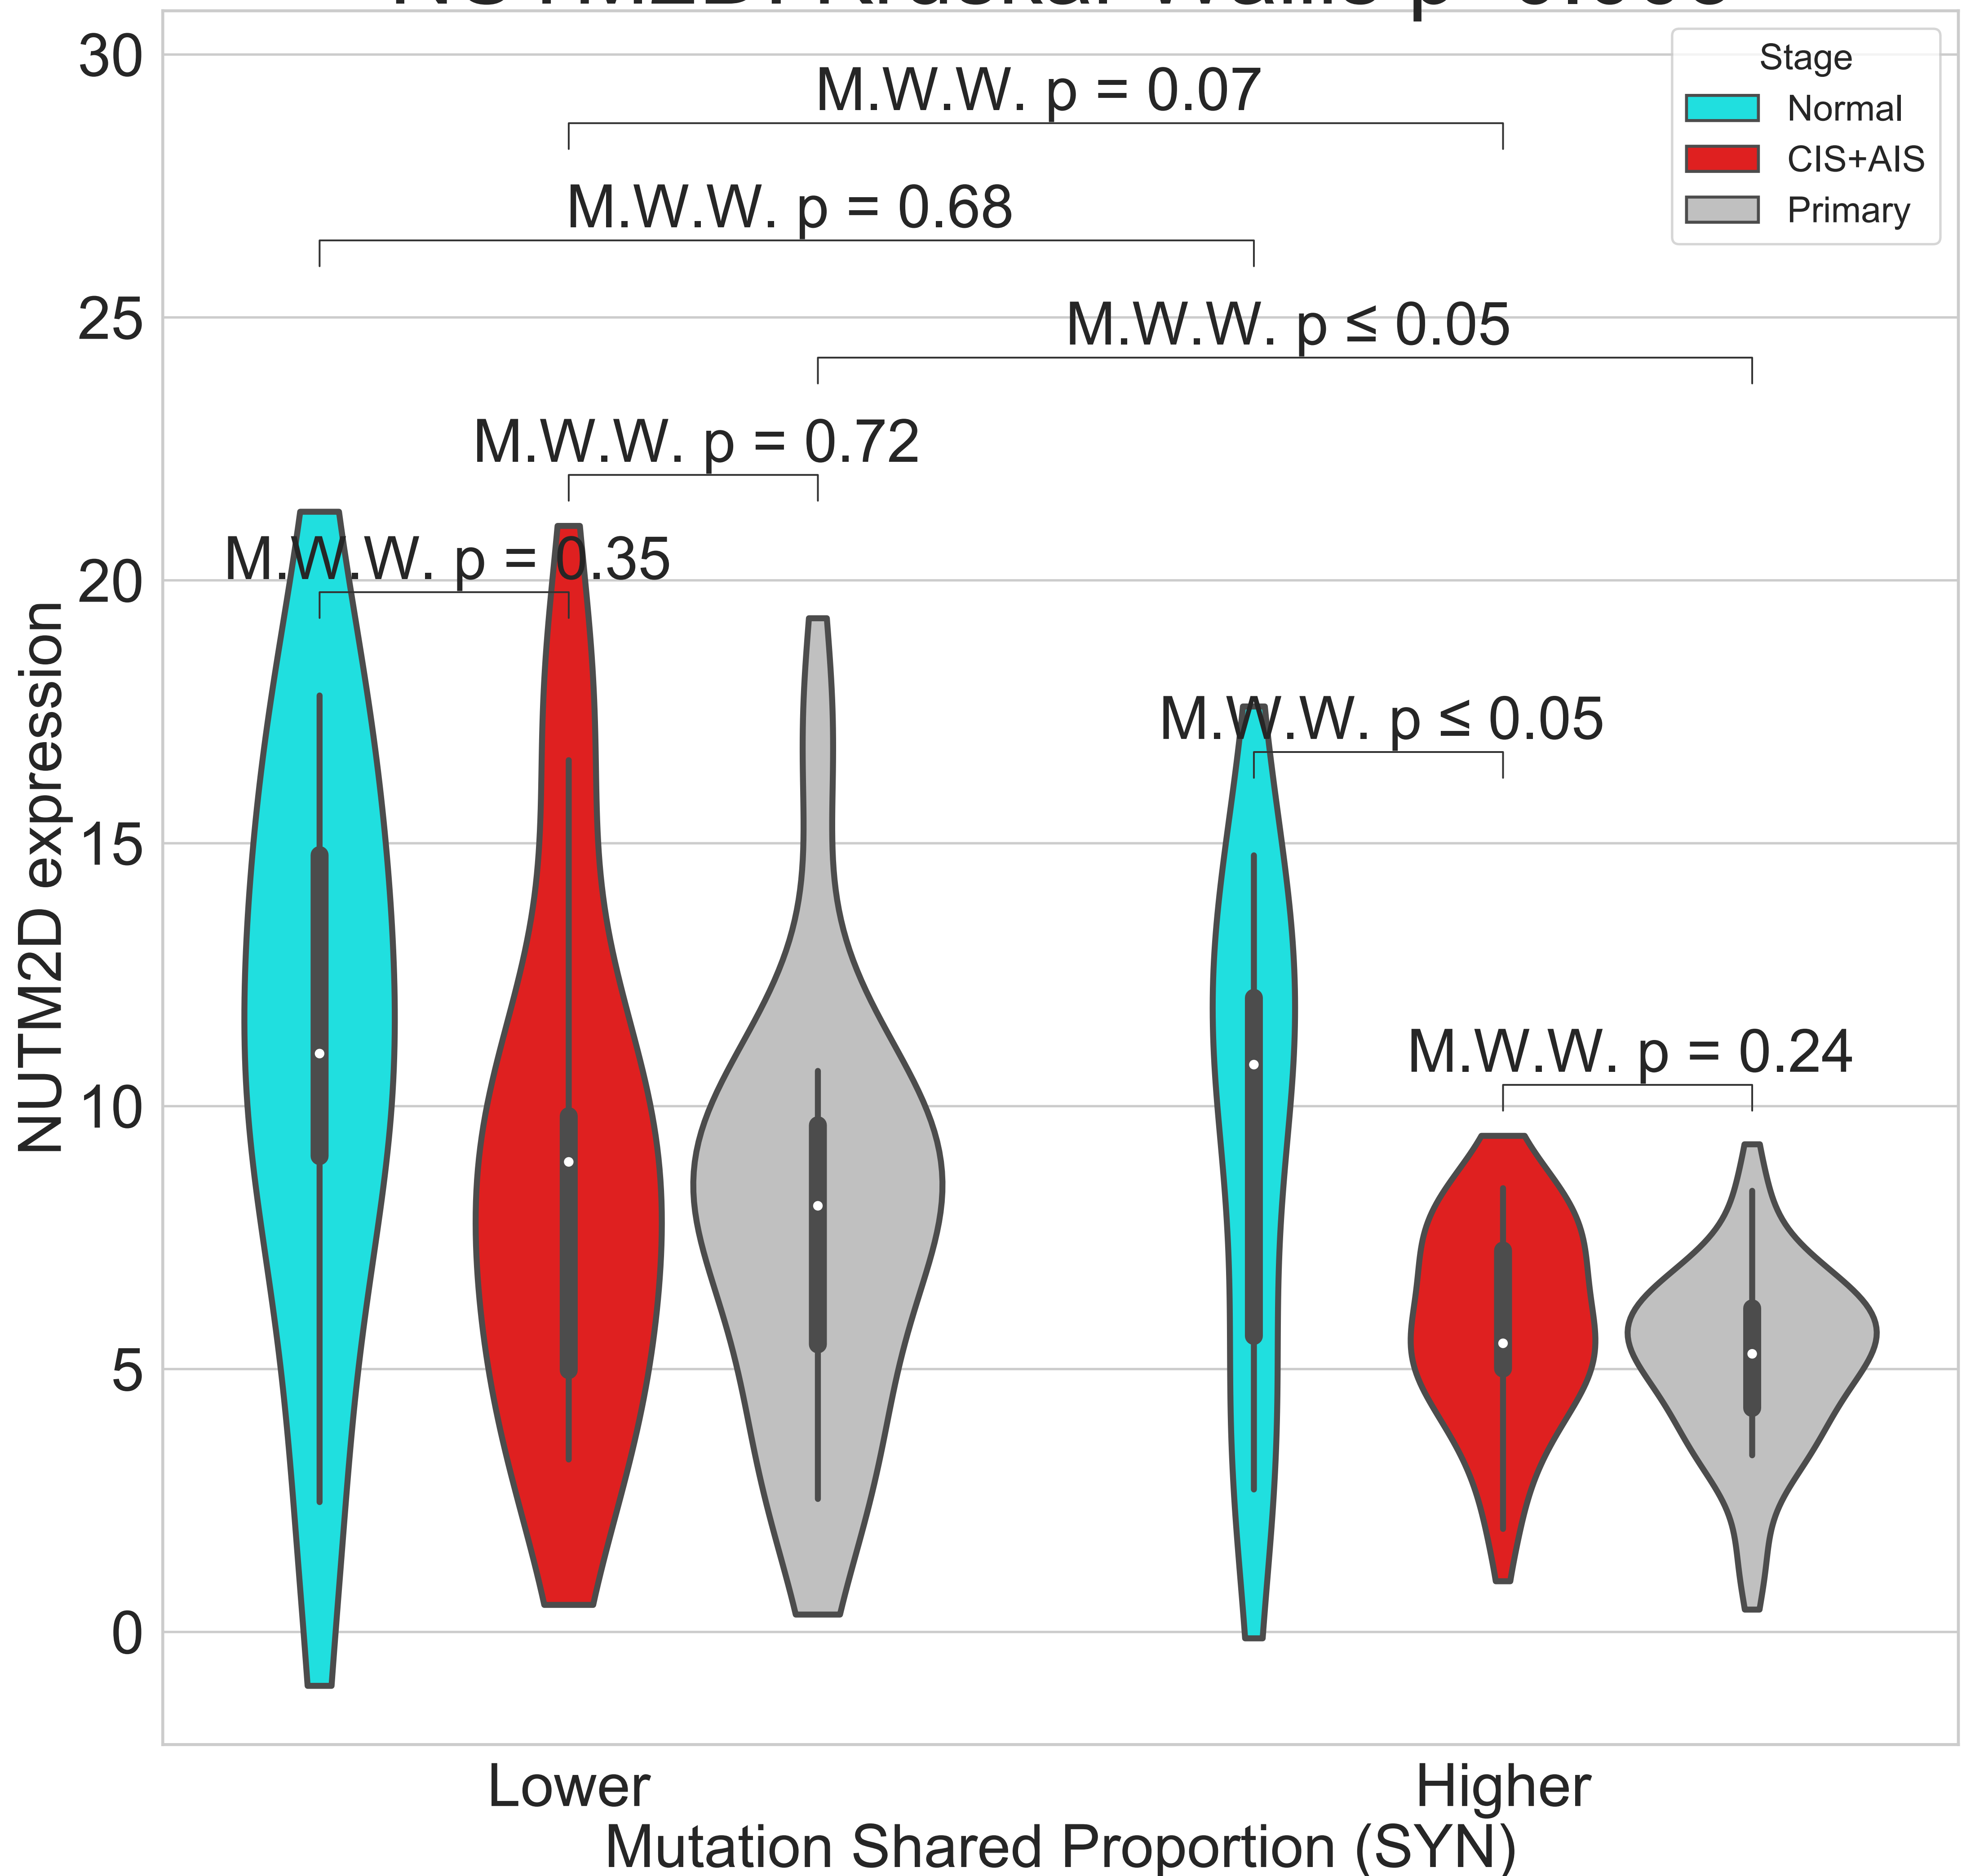 30
Stage
Normal
CIS+AIS
Primary
M.W.W. p = 0.07
M.W.W. p = 0.68
25
M.W.W. p ≤ 0.05
M.W.W. p = 0.72
20
M.W.W. p = 0.35
M.W.W. p ≤ 0.05
15
NUTM2D expression
M.W.W. p = 0.24
10
5
0
Lower
Higher
Mutation Shared Proportion (SYN)